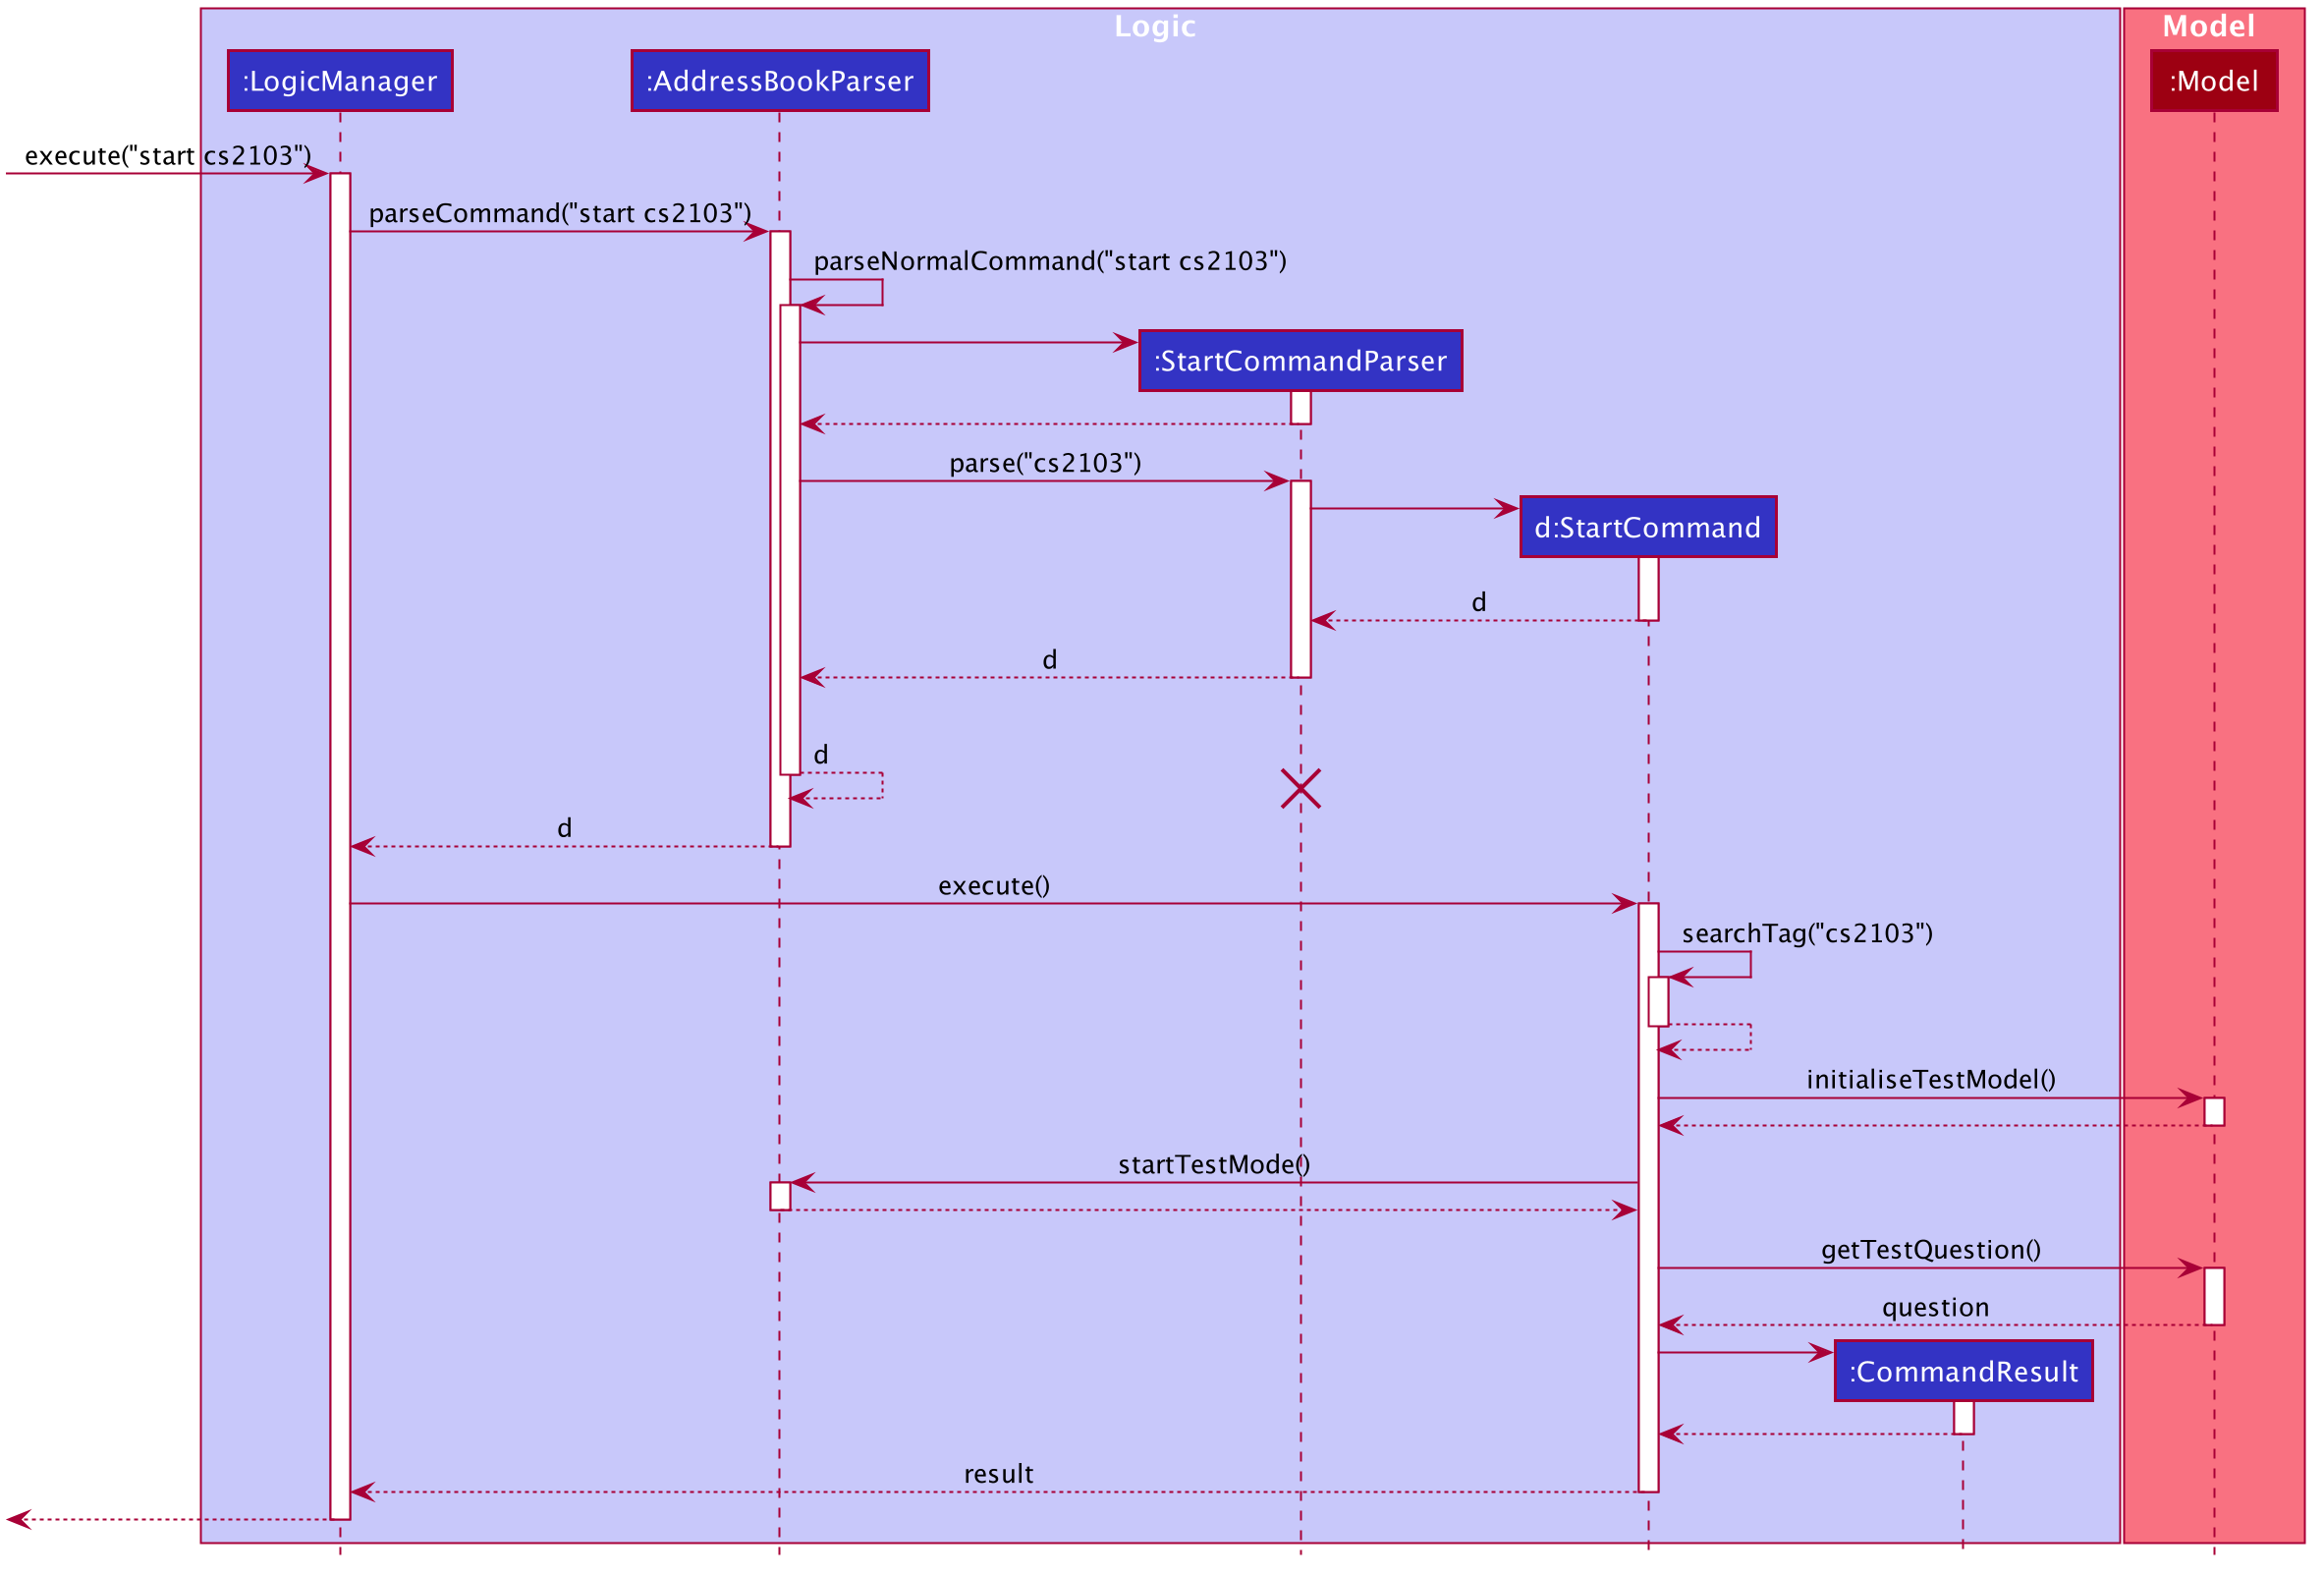 Logic
Model
:LogicManager
:AddressBookParser
:Model
execute("start cs2103")
parseCommand("start cs2103")
parseNormalCommand("start cs2103")
:StartCommandParser
parse("cs2103")
d:StartCommand
d
d
d
d
execute()
searchTag("cs2103")
initialiseTestModel()
startTestMode()
getTestQuestion()
question
:CommandResult
result